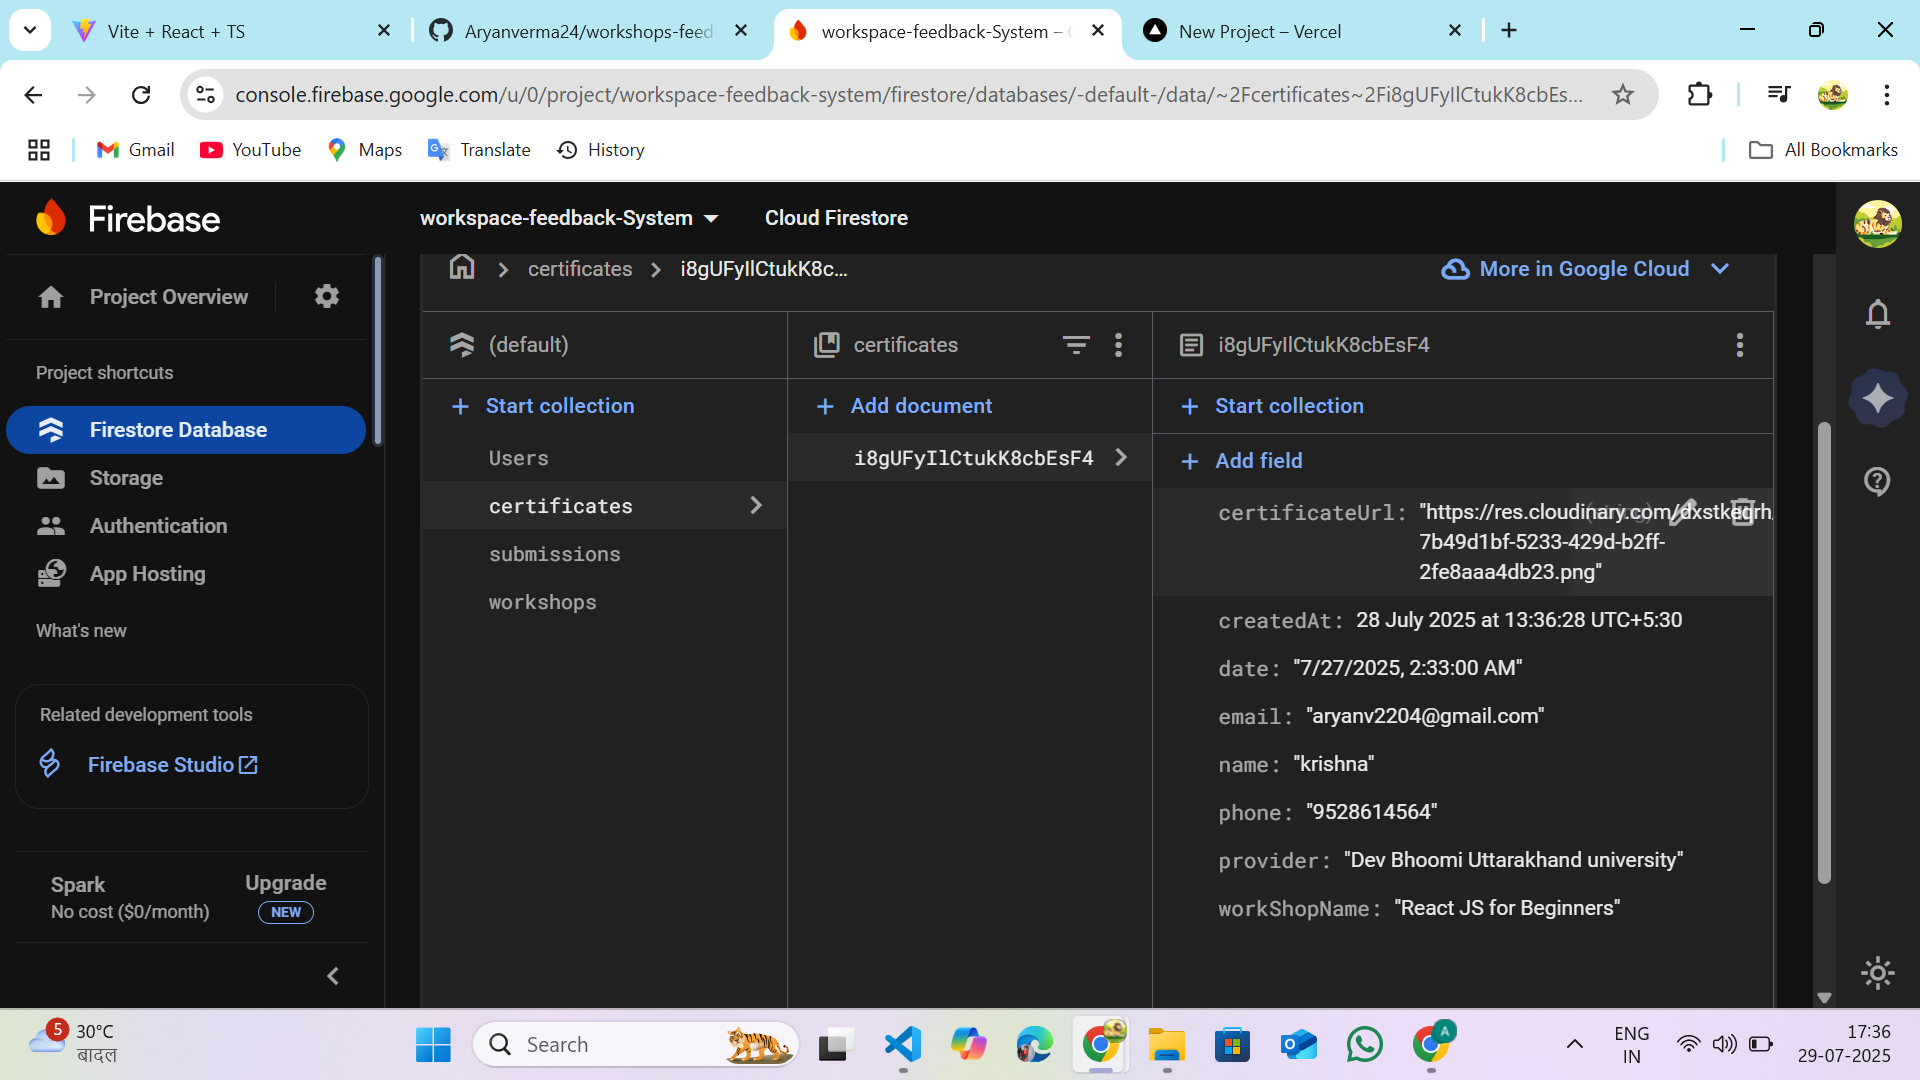 Vite + React + TS
Aryanverma24/workshops-feed
workspace-feedback-System –
New Project – Vercel
console.firebase.google.com/u/0/project/workspace-feedback-system/firestore/databases/-default-/data/~2Fcertificates~2Fi8gUFyIlCtukK8cbEs...
Gmail
YouTube
Maps
Translate
History
All Bookmarks
Firebase
workspace-feedback-System
Cloud Firestore
Project Overview
certificates
i8gUFyIlCtukK8c...
More in Google Cloud
(default)
certificates
i8gUFyIlCtukK8cbEsF4
Project shortcuts
Start collection
Add document
Start collection
Firestore Database
Storage
Authentication
App Hosting
What's new
Users
certificates
submissions
workshops
i8gUFyIlCtukK8cbEsF4
Add field
certificateUrl: "https://res.cloudinary.com/dxstkeqrh/
(string)
7b49d1bf-5233-429d-b2ff-
2fe8aaa4db23.png"
createdAt: 28 July 2025 at 13:36:28 UTC+5:30
date: "7/27/2025, 2:33:00 AM"
email: "aryanv2204@gmail.com"
name: "krishna"
phone: "9528614564"
provider: "Dev Bhoomi Uttarakhand university"
workShopName: "React JS for Beginners"
Related development tools
Firebase Studio
Spark
No cost ($0/month)
Upgrade
NEW
5
30°C
बादल
Search
A
ENG
IN
17:36
29-07-2025